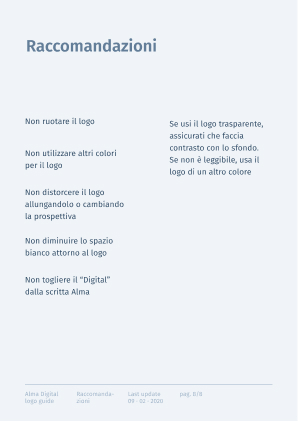 Raccomandazioni
Non ruotare il logo
Non utilizzare altri colori
per il logo
Non distorcere il logo
allungandolo o cambiando
la prospettiva
Non diminuire lo spazio
bianco attorno al logo
Non togliere il "Digital"
dalla scritta Alma
Se usi il logo trasparente,
assicurati che faccia
contrasto con lo sfondo.
Se non è leggibile, usa il
logo di un altro colore
Alma Digital
logo guide
Raccomanda-
zioni
Last update
09 - 02 - 2026
pag. 8/8